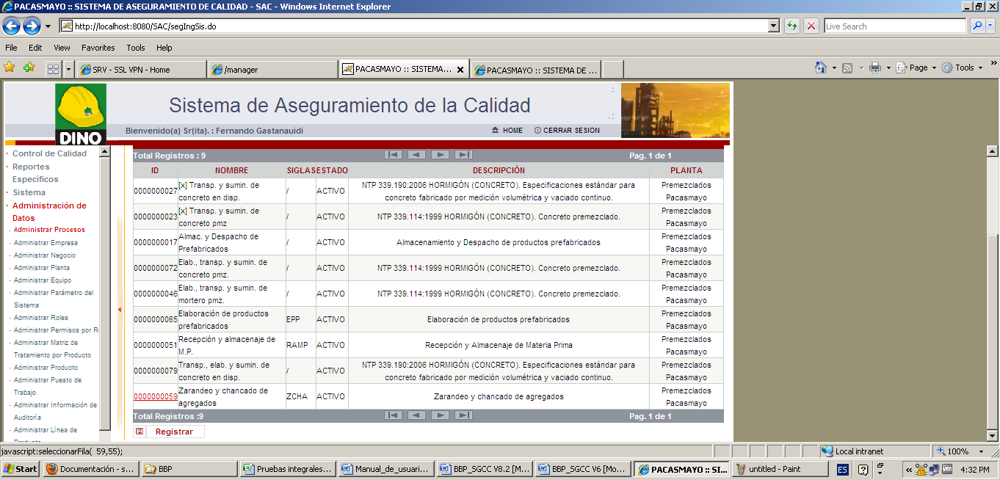 PACASMAYO :: SISTEMA DE ASEGURAMIENTO DE CALIDAD - SAC - Windows Internet Explorer
http://localhost:8080/SAC/segIngSis.do
Live Search
File Edit View Favorites Tools Help
SRV - SSL VPN - Home
/manager
PACASMAYO :: SISTEMA...
PACASMAYO :: SISTEMA DE ...
Page
Tools
»
DINO
Sistema de Aseguramiento de la Calidad
Bienvenido(a) Sr(ita). : Fernando Gastanauidi
HOME
CERRAR SESION
· Control de Calidad
· Reportes
Específicos
· Sistema
· Administración de
Datos
· Administrar Procesos
· Administrar Empresa
· Administrar Negocio
· Administrar Planta
· Administrar Equipo
· Administrar Parámetro del
Sistema
· Administrar Roles
· Administrar Permisos por R
· Administrar Matriz de
Tratamiento por Producto
· Administrar Producto
· Administrar Puesto de
Trabajo
· Administrar Información de
Auditoría
· Administrar Línea de
Producto
Total Registros : 9
Pag. 1 de 1
ID NOMBRE SIGLAS ESTADO DESCRIPCIÓN PLANTA
0000000027 [x] Transp. y sumin. de concreto en disp. / ACTIVO NTP 339.190:2006 HORMIGÓN (CONCRETO). Especificaciones estándar para concreto fabricado por medición volumétrica y vaciado continuo. Premezclados Pacasmayo
0000000023 [x] Transp. y sumin. de concreto pmz / ACTIVO NTP 339.114:1999 HORMIGÓN (CONCRETO). Concreto premezclado. Premezclados Pacasmayo
0000000017 Almac. y Despacho de Prefabricados / ACTIVO Almacenamiento y Despacho de productos prefabricados Premezclados Pacasmayo
0000000072 Elab., transp. y sumin. de concreto pmz. / ACTIVO NTP 339.114:1999 HORMIGÓN (CONCRETO). Concreto premezclado. Premezclados Pacasmayo
0000000046 Elab., transp. y sumin. de mortero pmz. / ACTIVO NTP 339.114:1999 HORMIGÓN (CONCRETO). Concreto premezclado. Premezclados Pacasmayo
0000000065 Elaboración de productos prefabricados EPP ACTIVO Elaboración de productos prefabricados Premezclados Pacasmayo
0000000051 Recepción y almacenaje de M.P. RAMP ACTIVO Recepción y Almacenaje de Materia Prima Premezclados Pacasmayo
0000000079 Transp., elab. y sumin. de concreto en disp. / ACTIVO NTP 339.190:2006 HORMIGÓN (CONCRETO). Especificaciones estándar para concreto fabricado por medición volumétrica y vaciado continuo. Premezclados Pacasmayo
0000000059 Zarandeo y chancado de agregados ZCHA ACTIVO Zarandeo y chancado de agregados Premezclados Pacasmayo
Total Registros :9
Pag. 1 de 1
Registrar
javascript:seleccionarFila( 59,55);
Local intranet
100%
Start
Documentación - s...
BBP
Pruebas integrales...
Manual_de_usuari...
BBP_SGCC V8.2 [M...
BBP_SGCC V6 [Mo...
PACASMAYO :: SI...
untitled - Paint
ES
«
4:32 PM